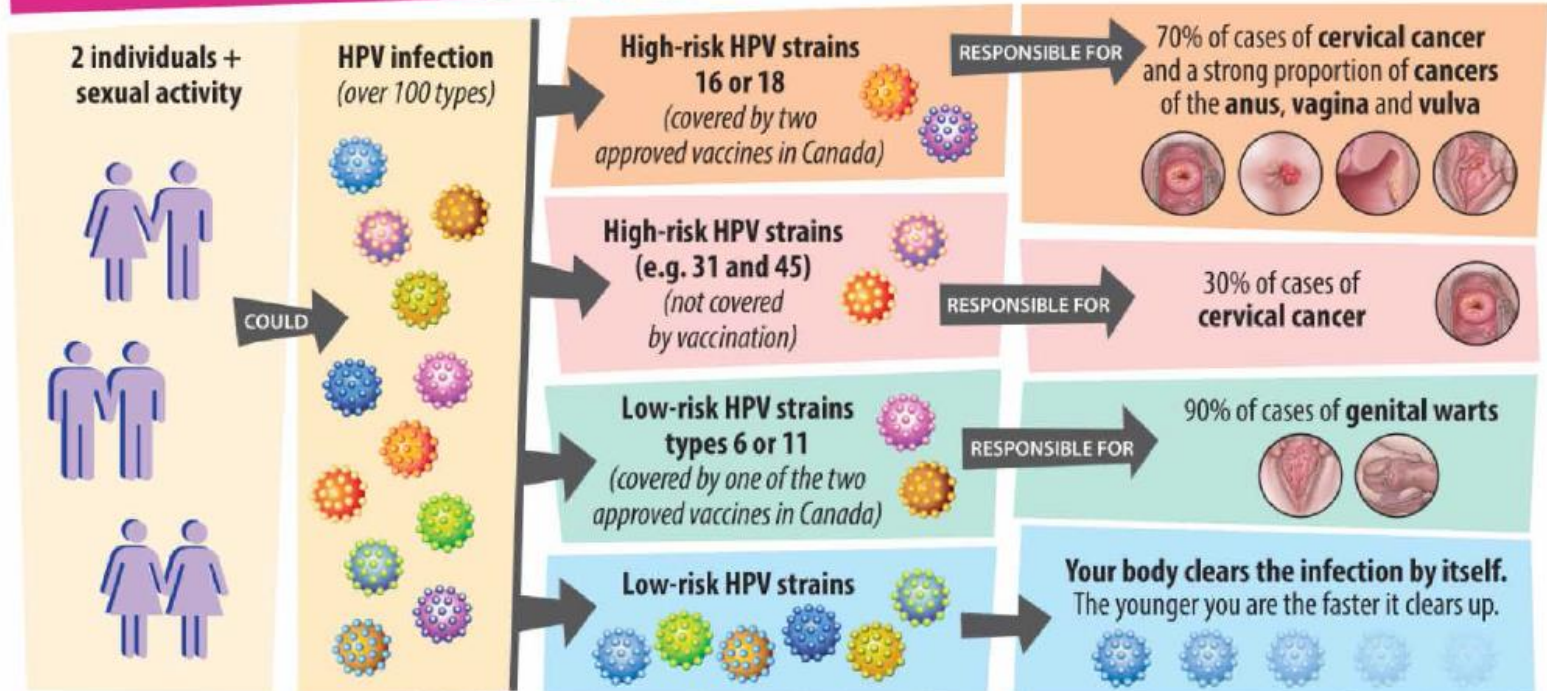 2 individuals +
sexual activity
COULD
HPV infection
(over 100 types)
High-risk HPV strains
16 or 18
(covered by two
approved vaccines in Canada)
RESPONSIBLE FOR
70% of cases of cervical cancer
and a strong proportion of cancers
of the anus, vagina and vulva
High-risk HPV strains
(e.g. 31 and 45)
(not covered
by vaccination)
RESPONSIBLE FOR
30% of cases of
cervical cancer
Low-risk HPV strains
types 6 or 11
(covered by one of the two
approved vaccines in Canada)
RESPONSIBLE FOR
90% of cases of genital warts
Low-risk HPV strains
Your body clears the infection by itself.
The younger you are the faster it clears up.